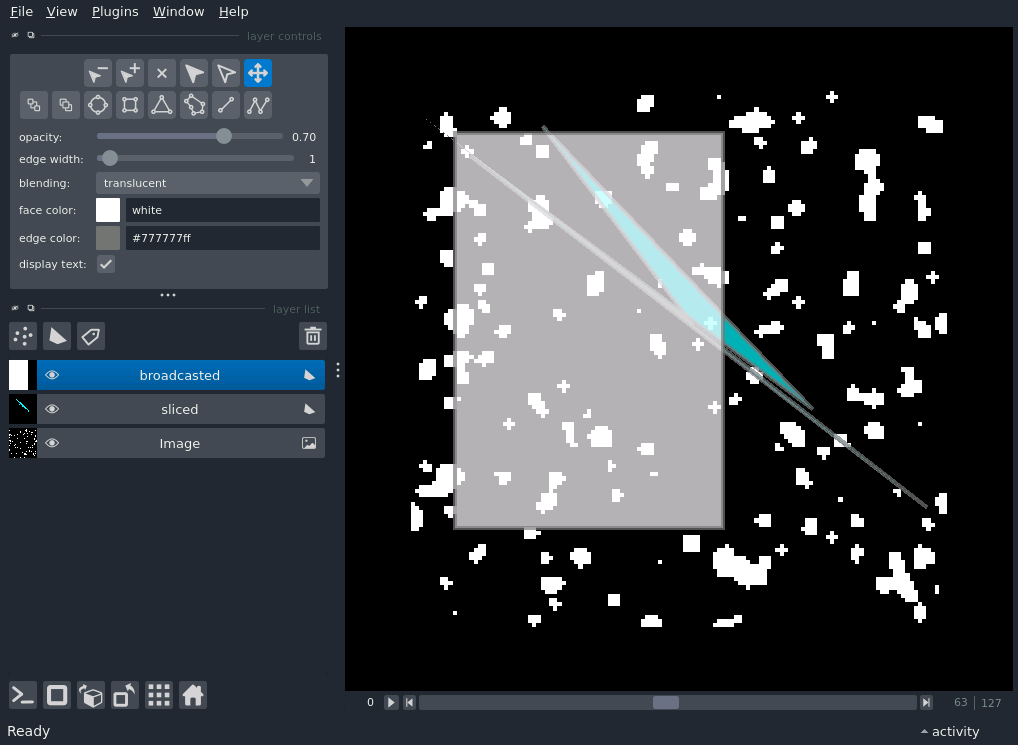 File View Plugins Window Help
layer controls
opacity: 0.70
edge width: 1
blending: translucent
face color: white
edge color: #777777ff
display text:
layer list
broadcasted
sliced
Image
0 63 127
Ready activity